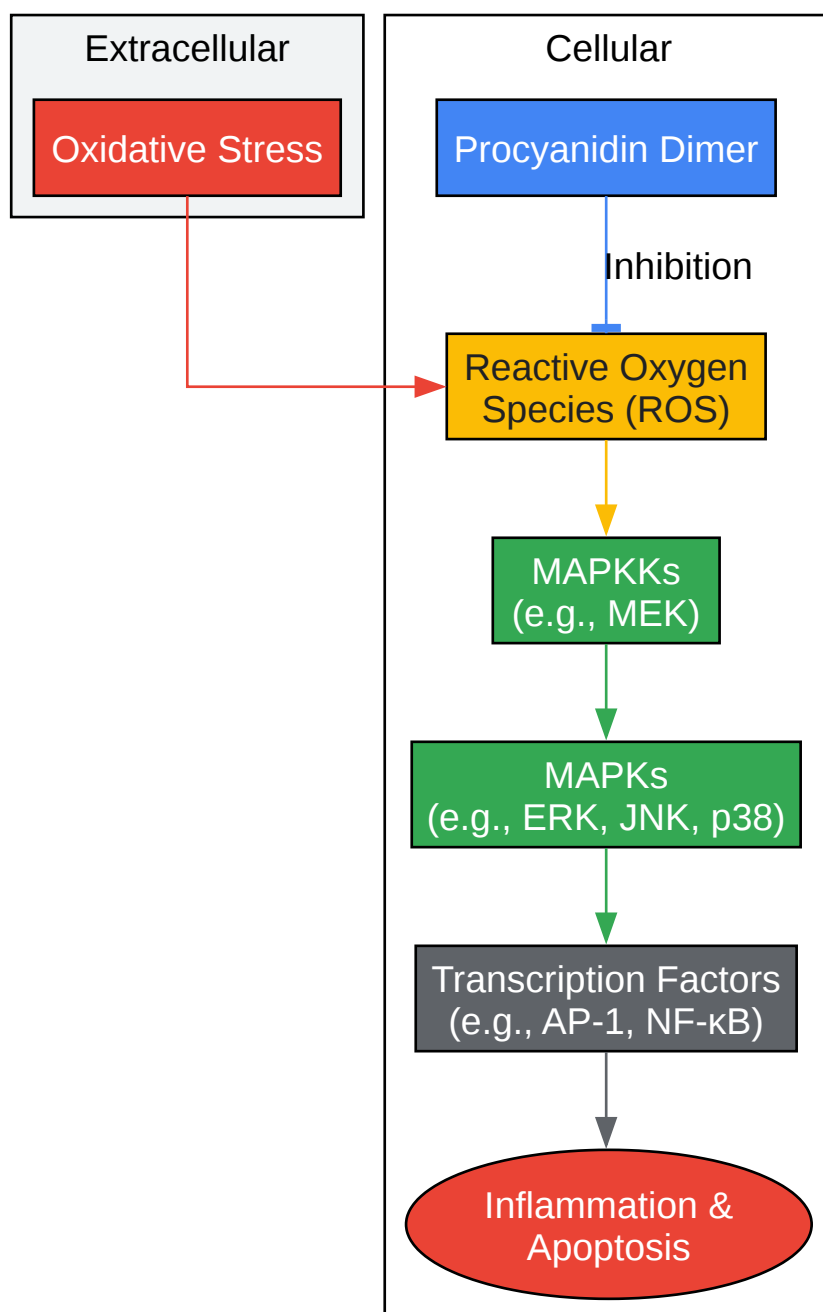 Extracellular
Oxidative Stress
Cellular
Procyanidin Dimer
Inhibition
Reactive Oxygen
Species (ROS)
MAPKKs
(e.g., MEK)
MAPKs
(e.g., ERK, JNK, p38)
Transcription Factors
(e.g., AP-1, NF-κB)
Inflammation &
Apoptosis